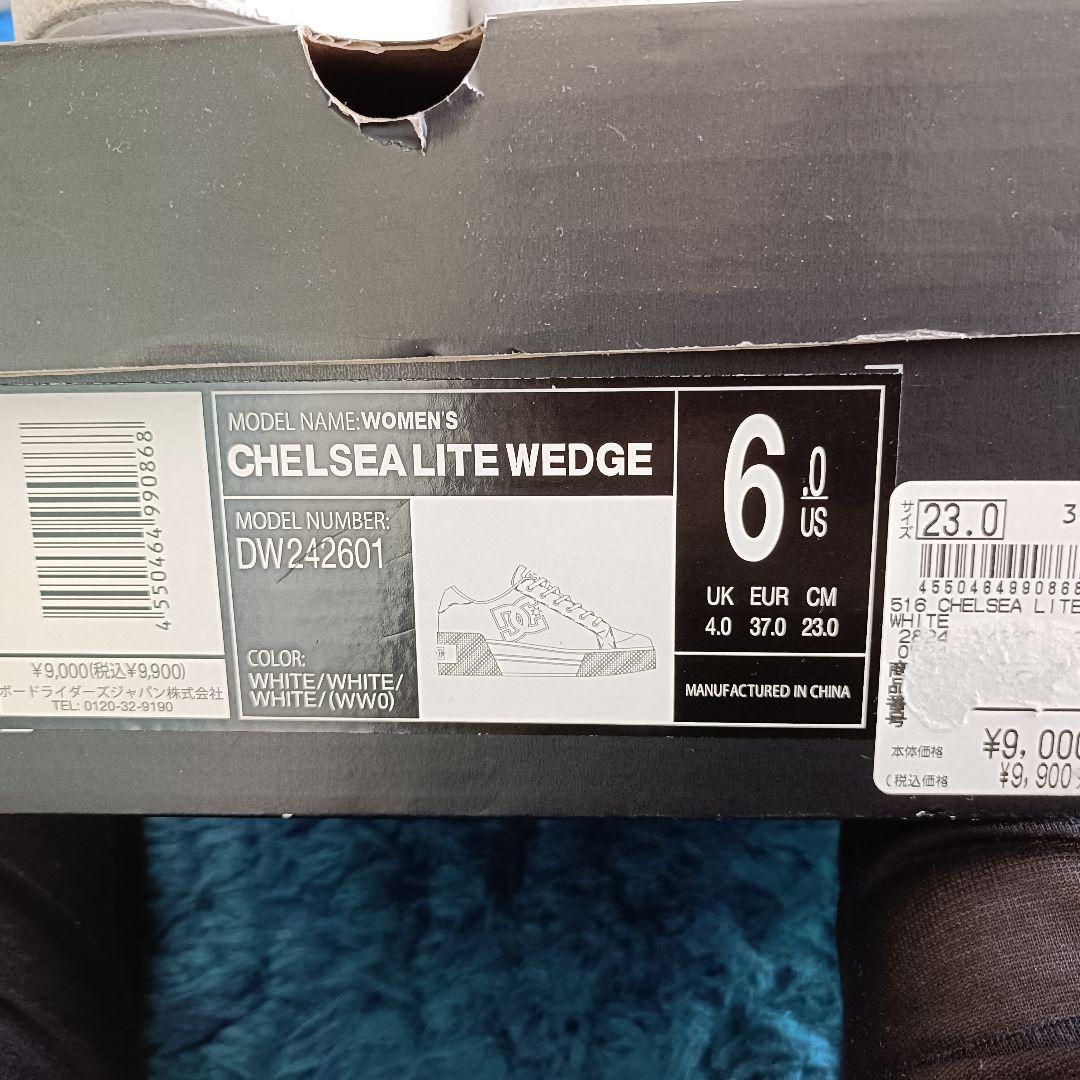 4550464990868
¥9,000(税込¥9,900)
ボードライダーズジャパン株式会社
TEL: 0120-32-9190
MODEL NAME:WOMEN'S
CHELSEA LITE WEDGE
MODEL NUMBER:
DW242601
COLOR:
WHITE/WHITE/
WHITE/(WW0)
6.0
US
UK EUR CM
4.0 37.0 23.0
MANUFACTURED IN CHINA
サイズ 23.0 3
455048499086
516 CHELSEA LITE
WHITE
商品番号
本体価格 ¥9,000
(税込価格 ¥9,900)